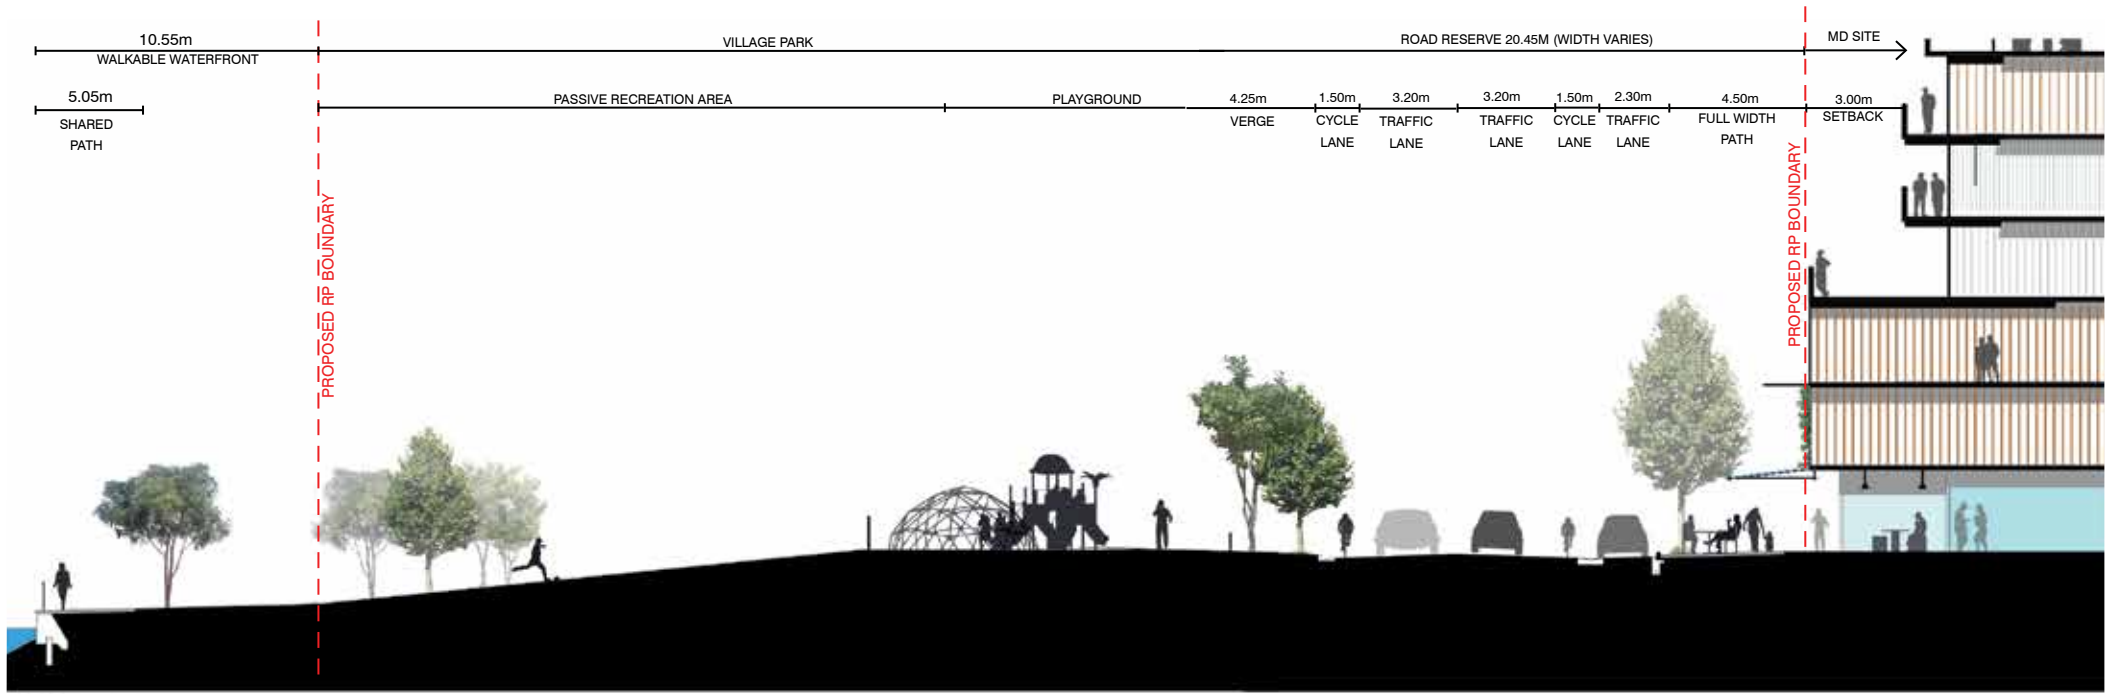 10.55m
WALKABLE WATERFRONT
VILLAGE PARK
ROAD RESERVE 20.45M (WIDTH VARIES)
MD SITE
5.05m
SHARED
PATH
PASSIVE RECREATION AREA
PLAYGROUND
4.25m
VERGE
1.50m
CYCLE
LANE
3.20m
TRAFFIC
LANE
3.20m
TRAFFIC
LANE
1.50m
CYCLE
LANE
2.30m
TRAFFIC
LANE
4.50m
FULL WIDTH
PATH
3.00m
SETBACK
PROPOSED RP BOUNDARY
PROPOSED RP BOUNDARY